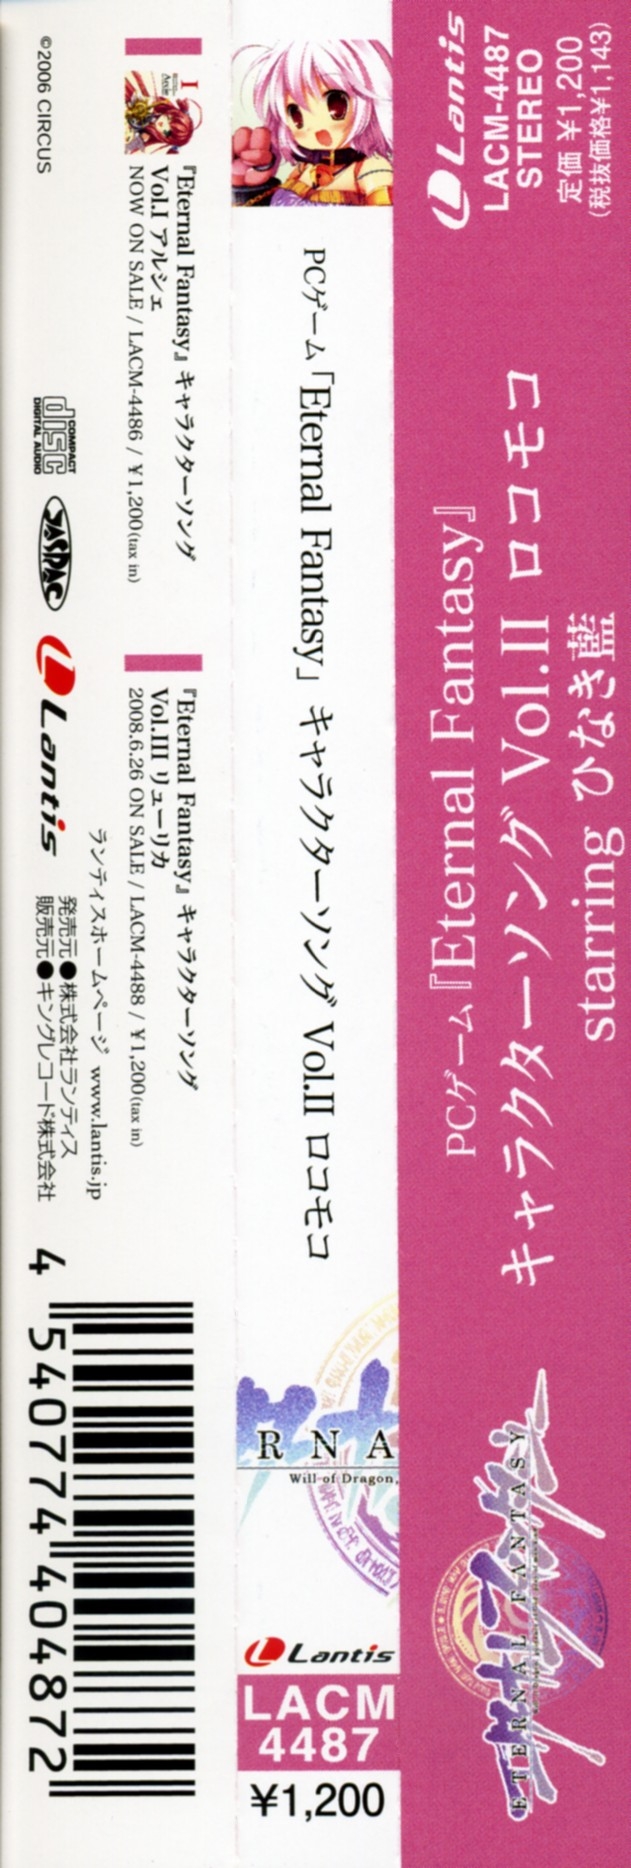 Lantis
LACM-4487
STEREO
定価 ¥1,200
(税抜価格¥1,143)
PCゲーム『Eternal Fantasy』
キャラクターソング Vol.II ロコモコ
starring ひなき藍
ETERNAL FANTASY
PCゲーム「Eternal Fantasy」キャラクターソング Vol.II ロコモコ
RNA
Will of Dragon,
Lantis
LACM
4487
¥1,200
I
『Eternal Fantasy』キャラクターソング
Vol.I アルシェ
NOW ON SALE / LACM-4486 / ¥1,200(tax in)
『Eternal Fantasy』キャラクターソング
Vol.III リューリカ
2008.6.26 ON SALE / LACM-4488 / ¥1,200(tax in)
©2006 CIRCUS
COMPACT
disc
DIGITAL AUDIO
JASRAC
Lantis
ランティスホームページ www.lantis.jp
発売元●株式会社ランティス
販売元●キングレコード株式会社
4 540774 404872